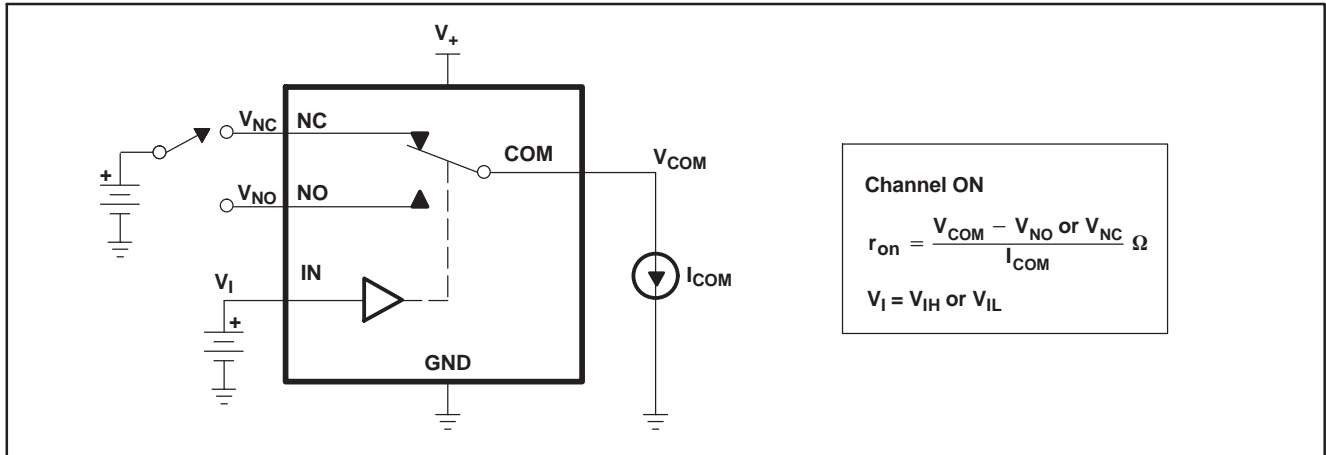 V+
VNC NC
COM VCOM
+
VNO NO
IN
VI
ICOM
+
GND
Channel ON
ron = (VCOM − VNO or VNC) / ICOM Ω
VI = VIH or VIL